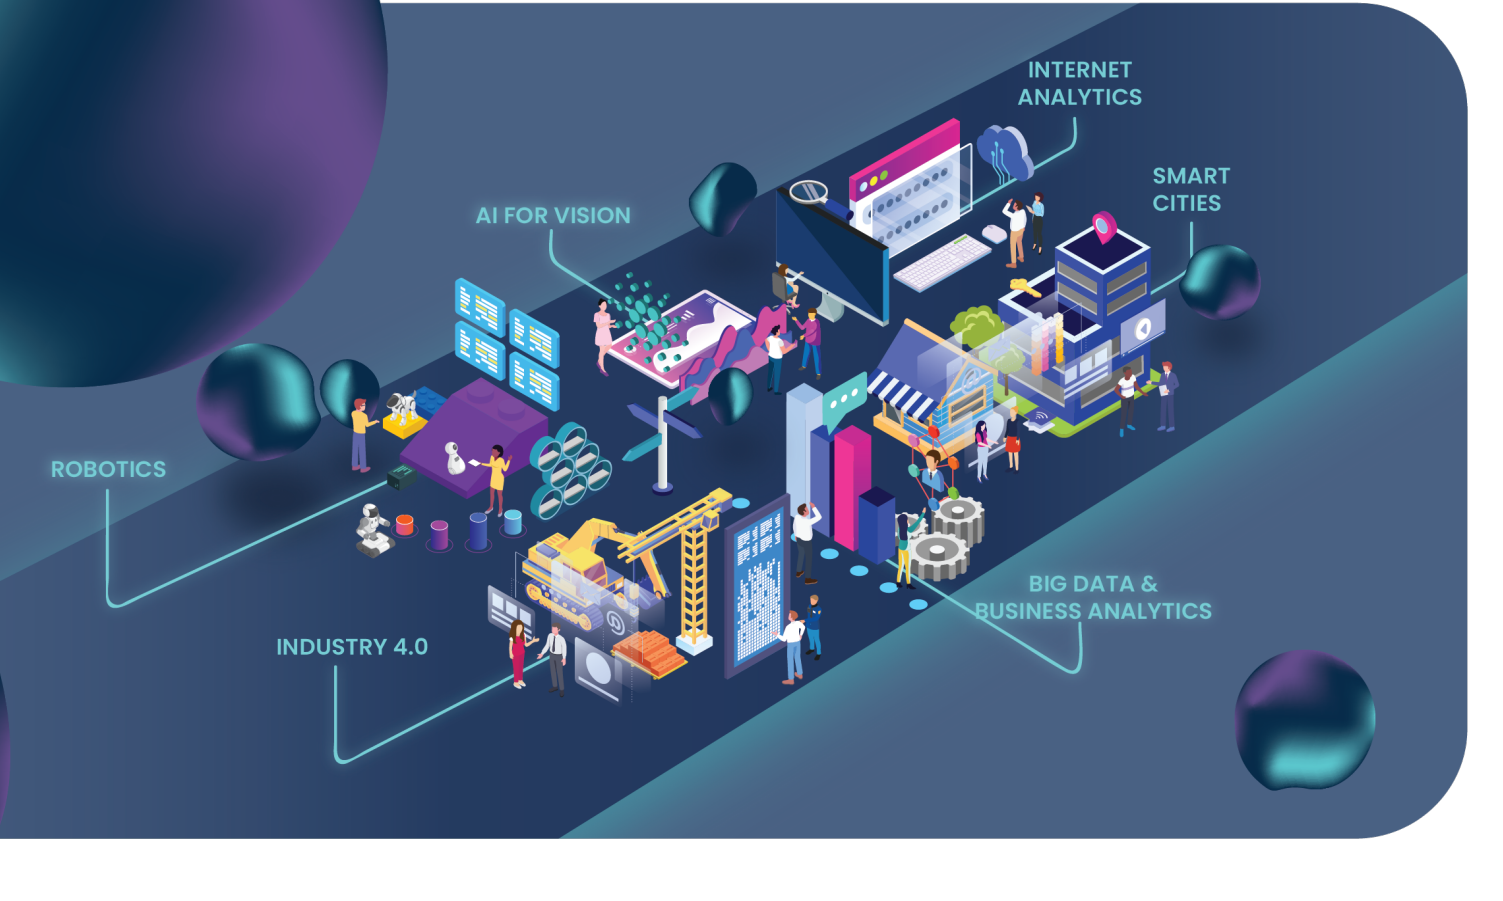 INTERNET
ANALYTICS
SMART
CITIES
AI FOR VISION
ROBOTICS
BIG DATA &
BUSINESS ANALYTICS
INDUSTRY 4.0